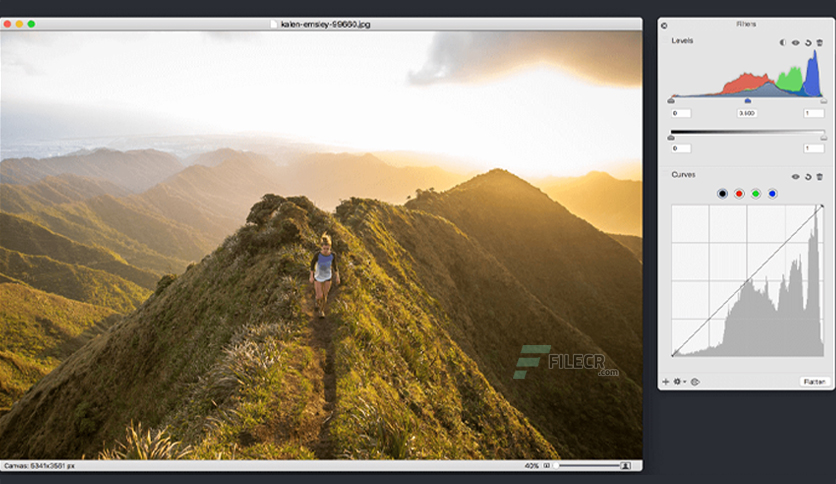 kalen-emsley-99660.jpg
Filters
Levels
0
0.500
1
0
1
Curves
FILECR
.com
Flatten
Canvas: 5341x3561 px
40%